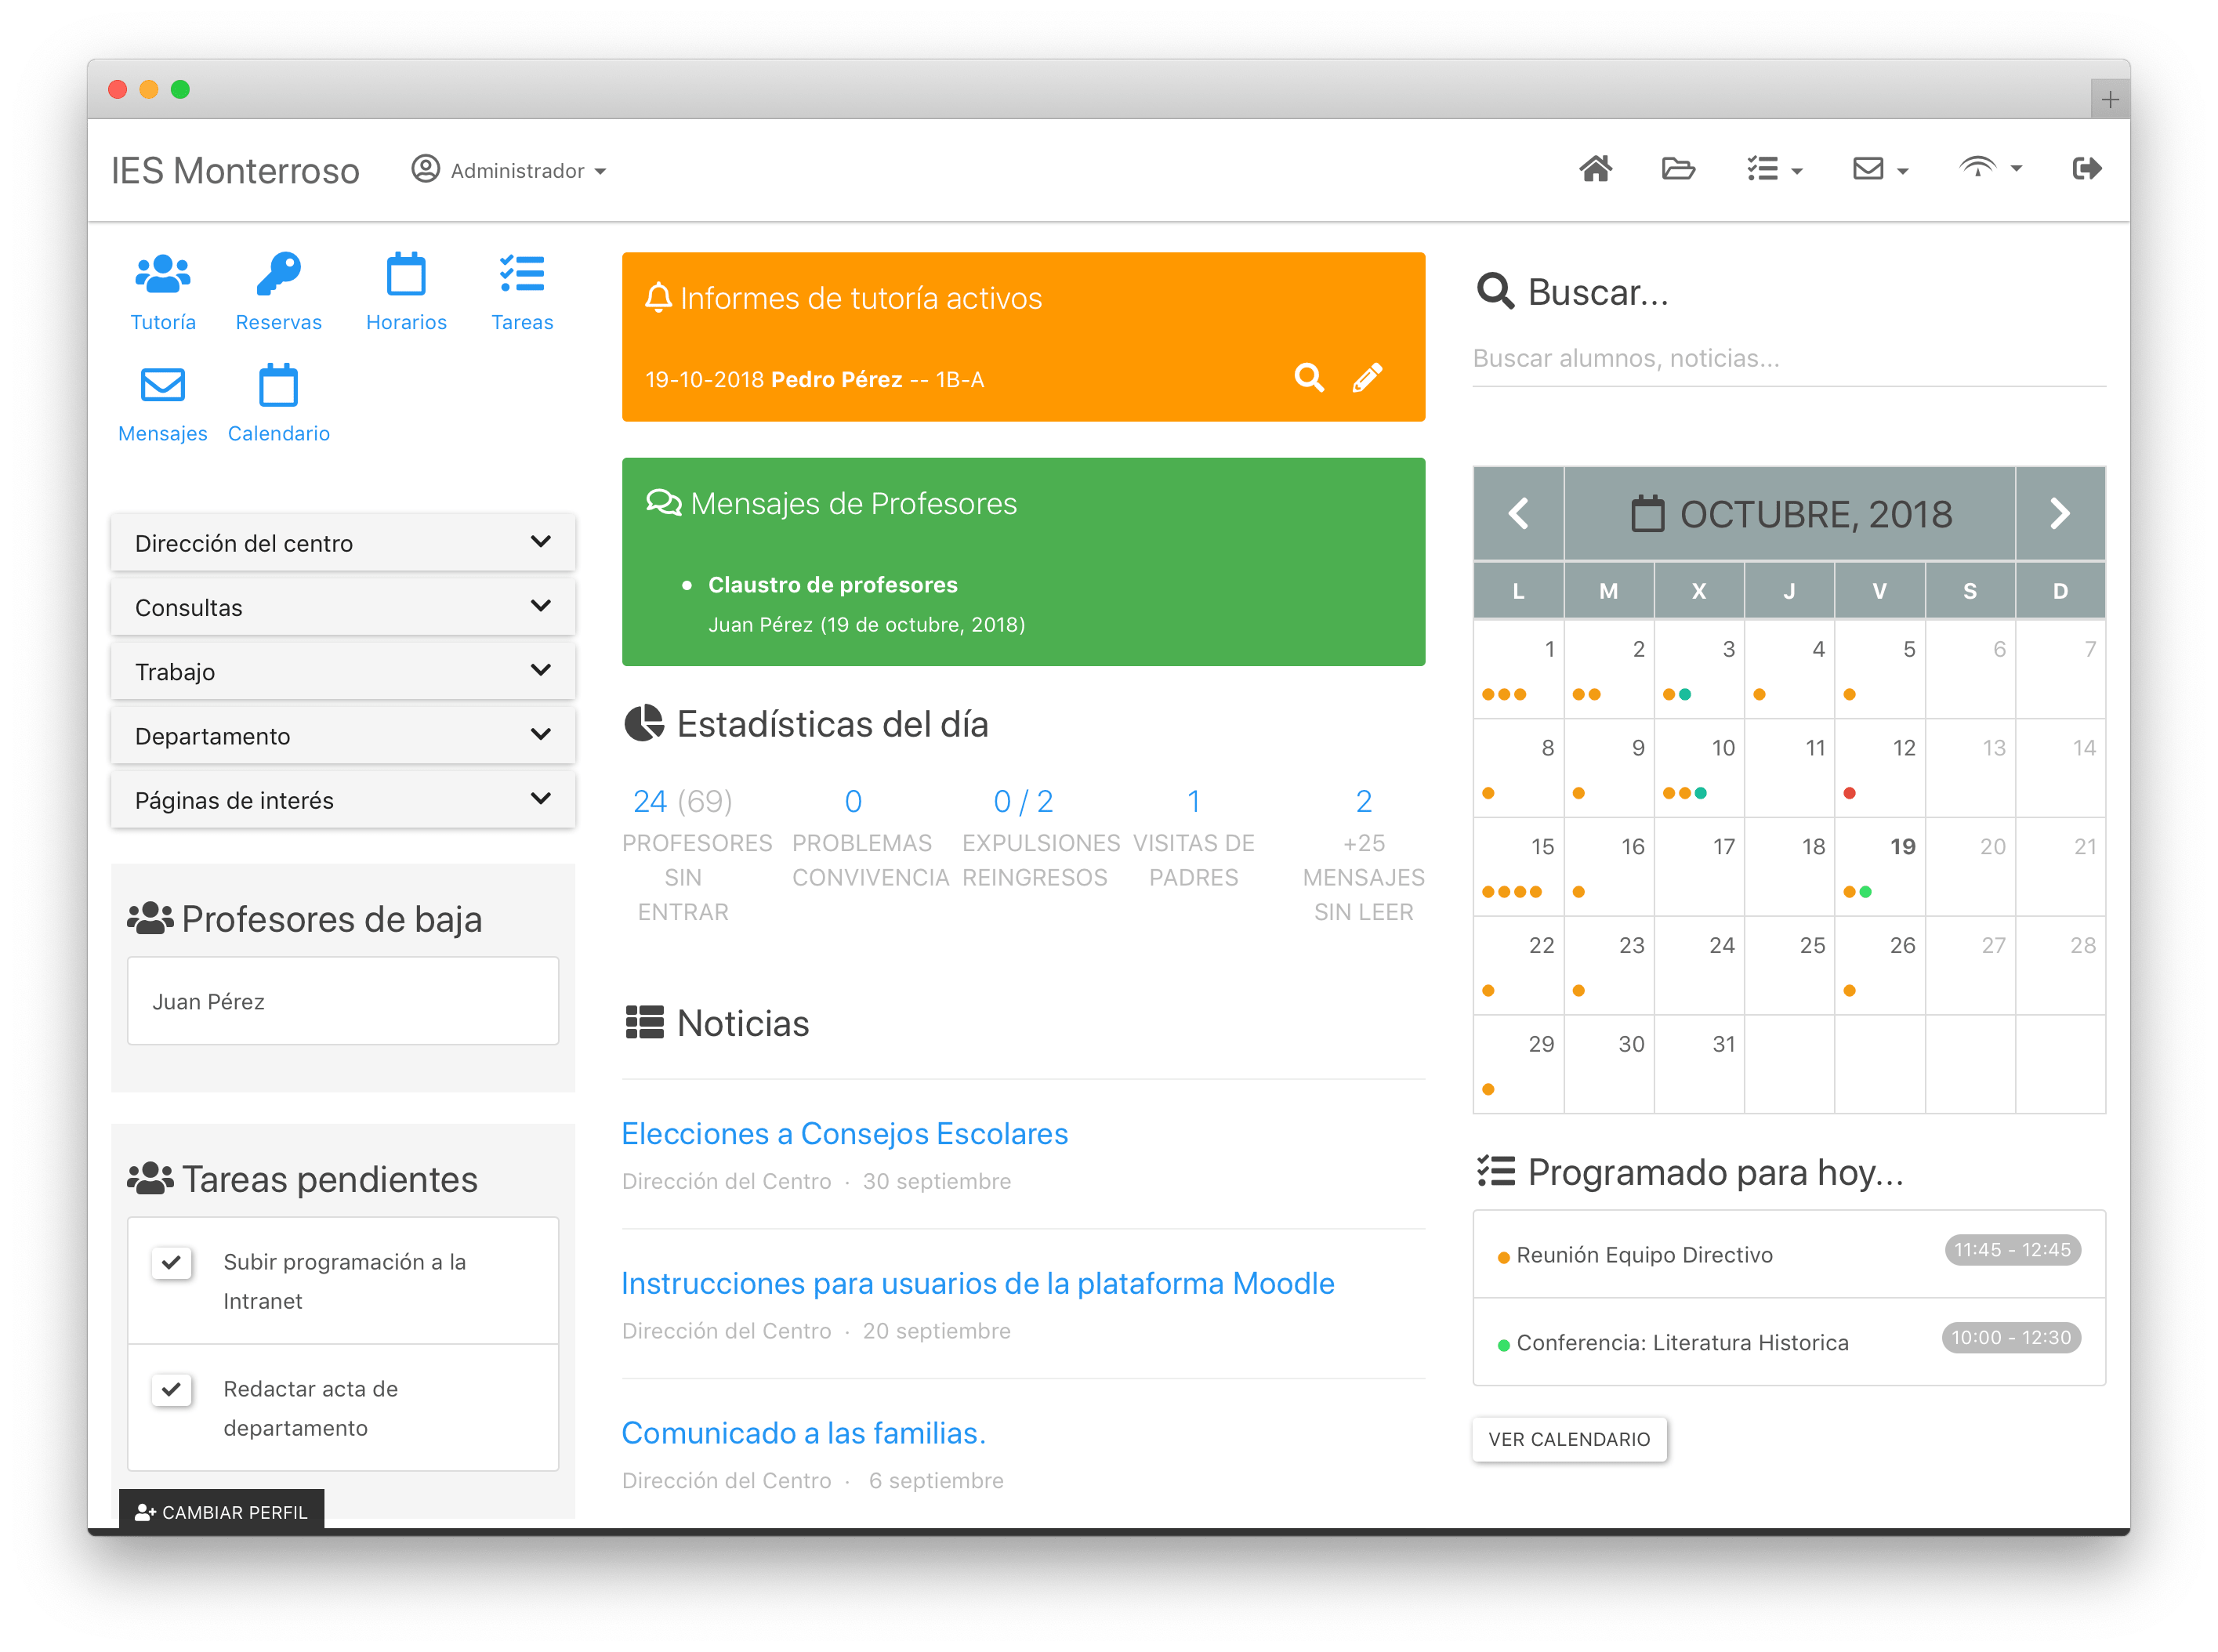 IES Monterroso
Administrador
Tutoría
Reservas
Horarios
Tareas
Mensajes
Calendario
Dirección del centro
Consultas
Trabajo
Departamento
Páginas de interés
Profesores de baja
Juan Pérez
Tareas pendientes
Subir programación a la
Intranet
Redactar acta de
departamento
CAMBIAR PERFIL
Informes de tutoría activos
19-10-2018 Pedro Pérez -- 1B-A
Mensajes de Profesores
Claustro de profesores
Juan Pérez (19 de octubre, 2018)
Estadísticas del día
24 (69)
PROFESORES
SIN
ENTRAR
0
PROBLEMAS
CONVIVENCIA
0 / 2
EXPULSIONES
REINGRESOS
1
VISITAS DE
PADRES
2
+25
MENSAJES
SIN LEER
Noticias
Elecciones a Consejos Escolares
Dirección del Centro · 30 septiembre
Instrucciones para usuarios de la plataforma Moodle
Dirección del Centro · 20 septiembre
Comunicado a las familias.
Dirección del Centro · 6 septiembre
Buscar...
Buscar alumnos, noticias...
OCTUBRE, 2018
L M X J V S D
1 2 3 4 5 6 7
8 9 10 11 12 13 14
15 16 17 18 19 20 21
22 23 24 25 26 27 28
29 30 31
Programado para hoy...
Reunión Equipo Directivo 11:45 - 12:45
Conferencia: Literatura Historica 10:00 - 12:30
VER CALENDARIO